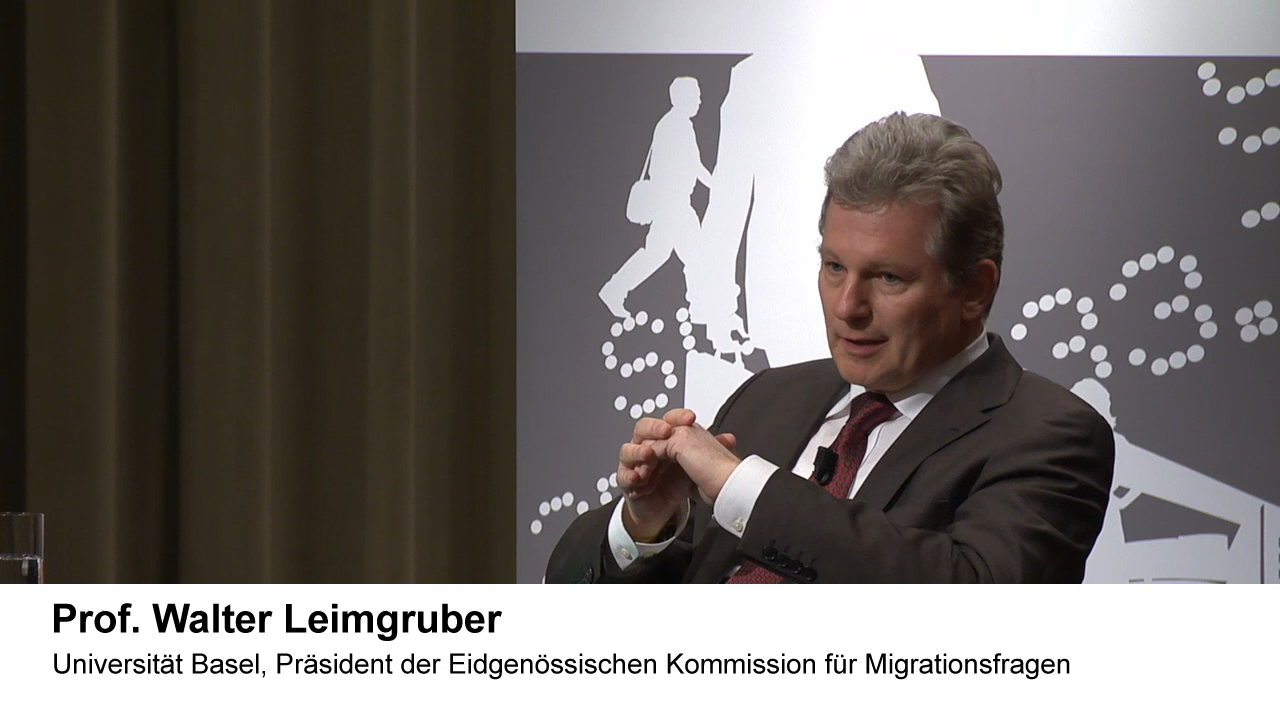 Prof. Walter Leimgruber
Universität Basel, Präsident der Eidgenössischen Kommission für Migrationsfragen